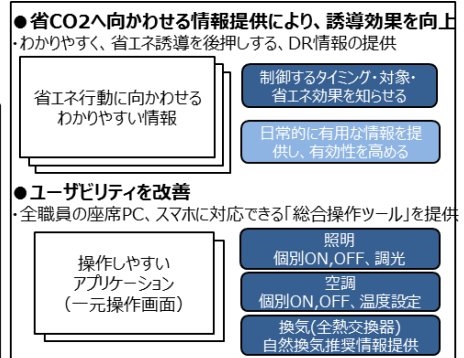 ●省CO2へ向かわせる情報提供により、誘導効果を向上
・わかりやすく、省エネ誘導を後押しする、DR情報の提供
省エネ行動に向かわせる
わかりやすい情報
制御するタイミング・対象・
省エネ効果を知らせる
日常的に有用な情報を提
供し、有効性を高める
●ユーザビリティを改善
・全職員の座席PC、スマホに対応できる「総合操作ツール」を提供
操作しやすい
アプリケーション
(一元操作画面)
照明
個別ON,OFF、調光
空調
個別ON,OFF、温度設定
換気(全熱交換器)
自然換気推奨情報提供